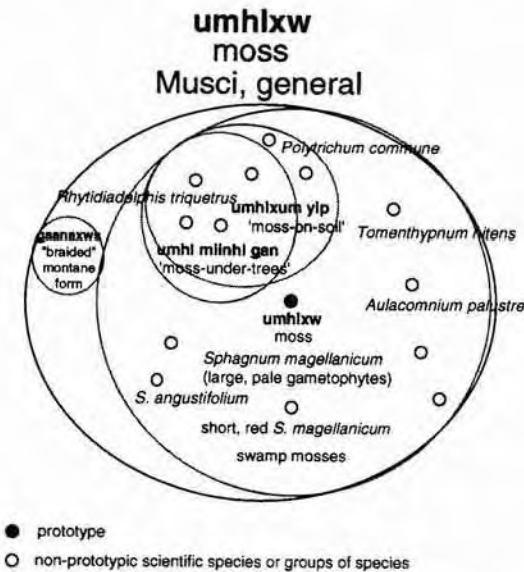 umhlxw
moss
Musci, general
Polytrichum commune
Rhytidiadelphis triquetrus
umhlxum yip
'moss-on-soil'
Tomenthypnum nitens
gaanaxws
"braided"
montane
form
umhl miinhl gan
'moss-under-trees'
Aulacomnium palustre
umhlxw
moss
Sphagnum magellanicum
(large, pale gametophytes)
S. angustifolium
short, red S. magellanicum
swamp mosses
prototype
non-prototypic scientific species or groups of species